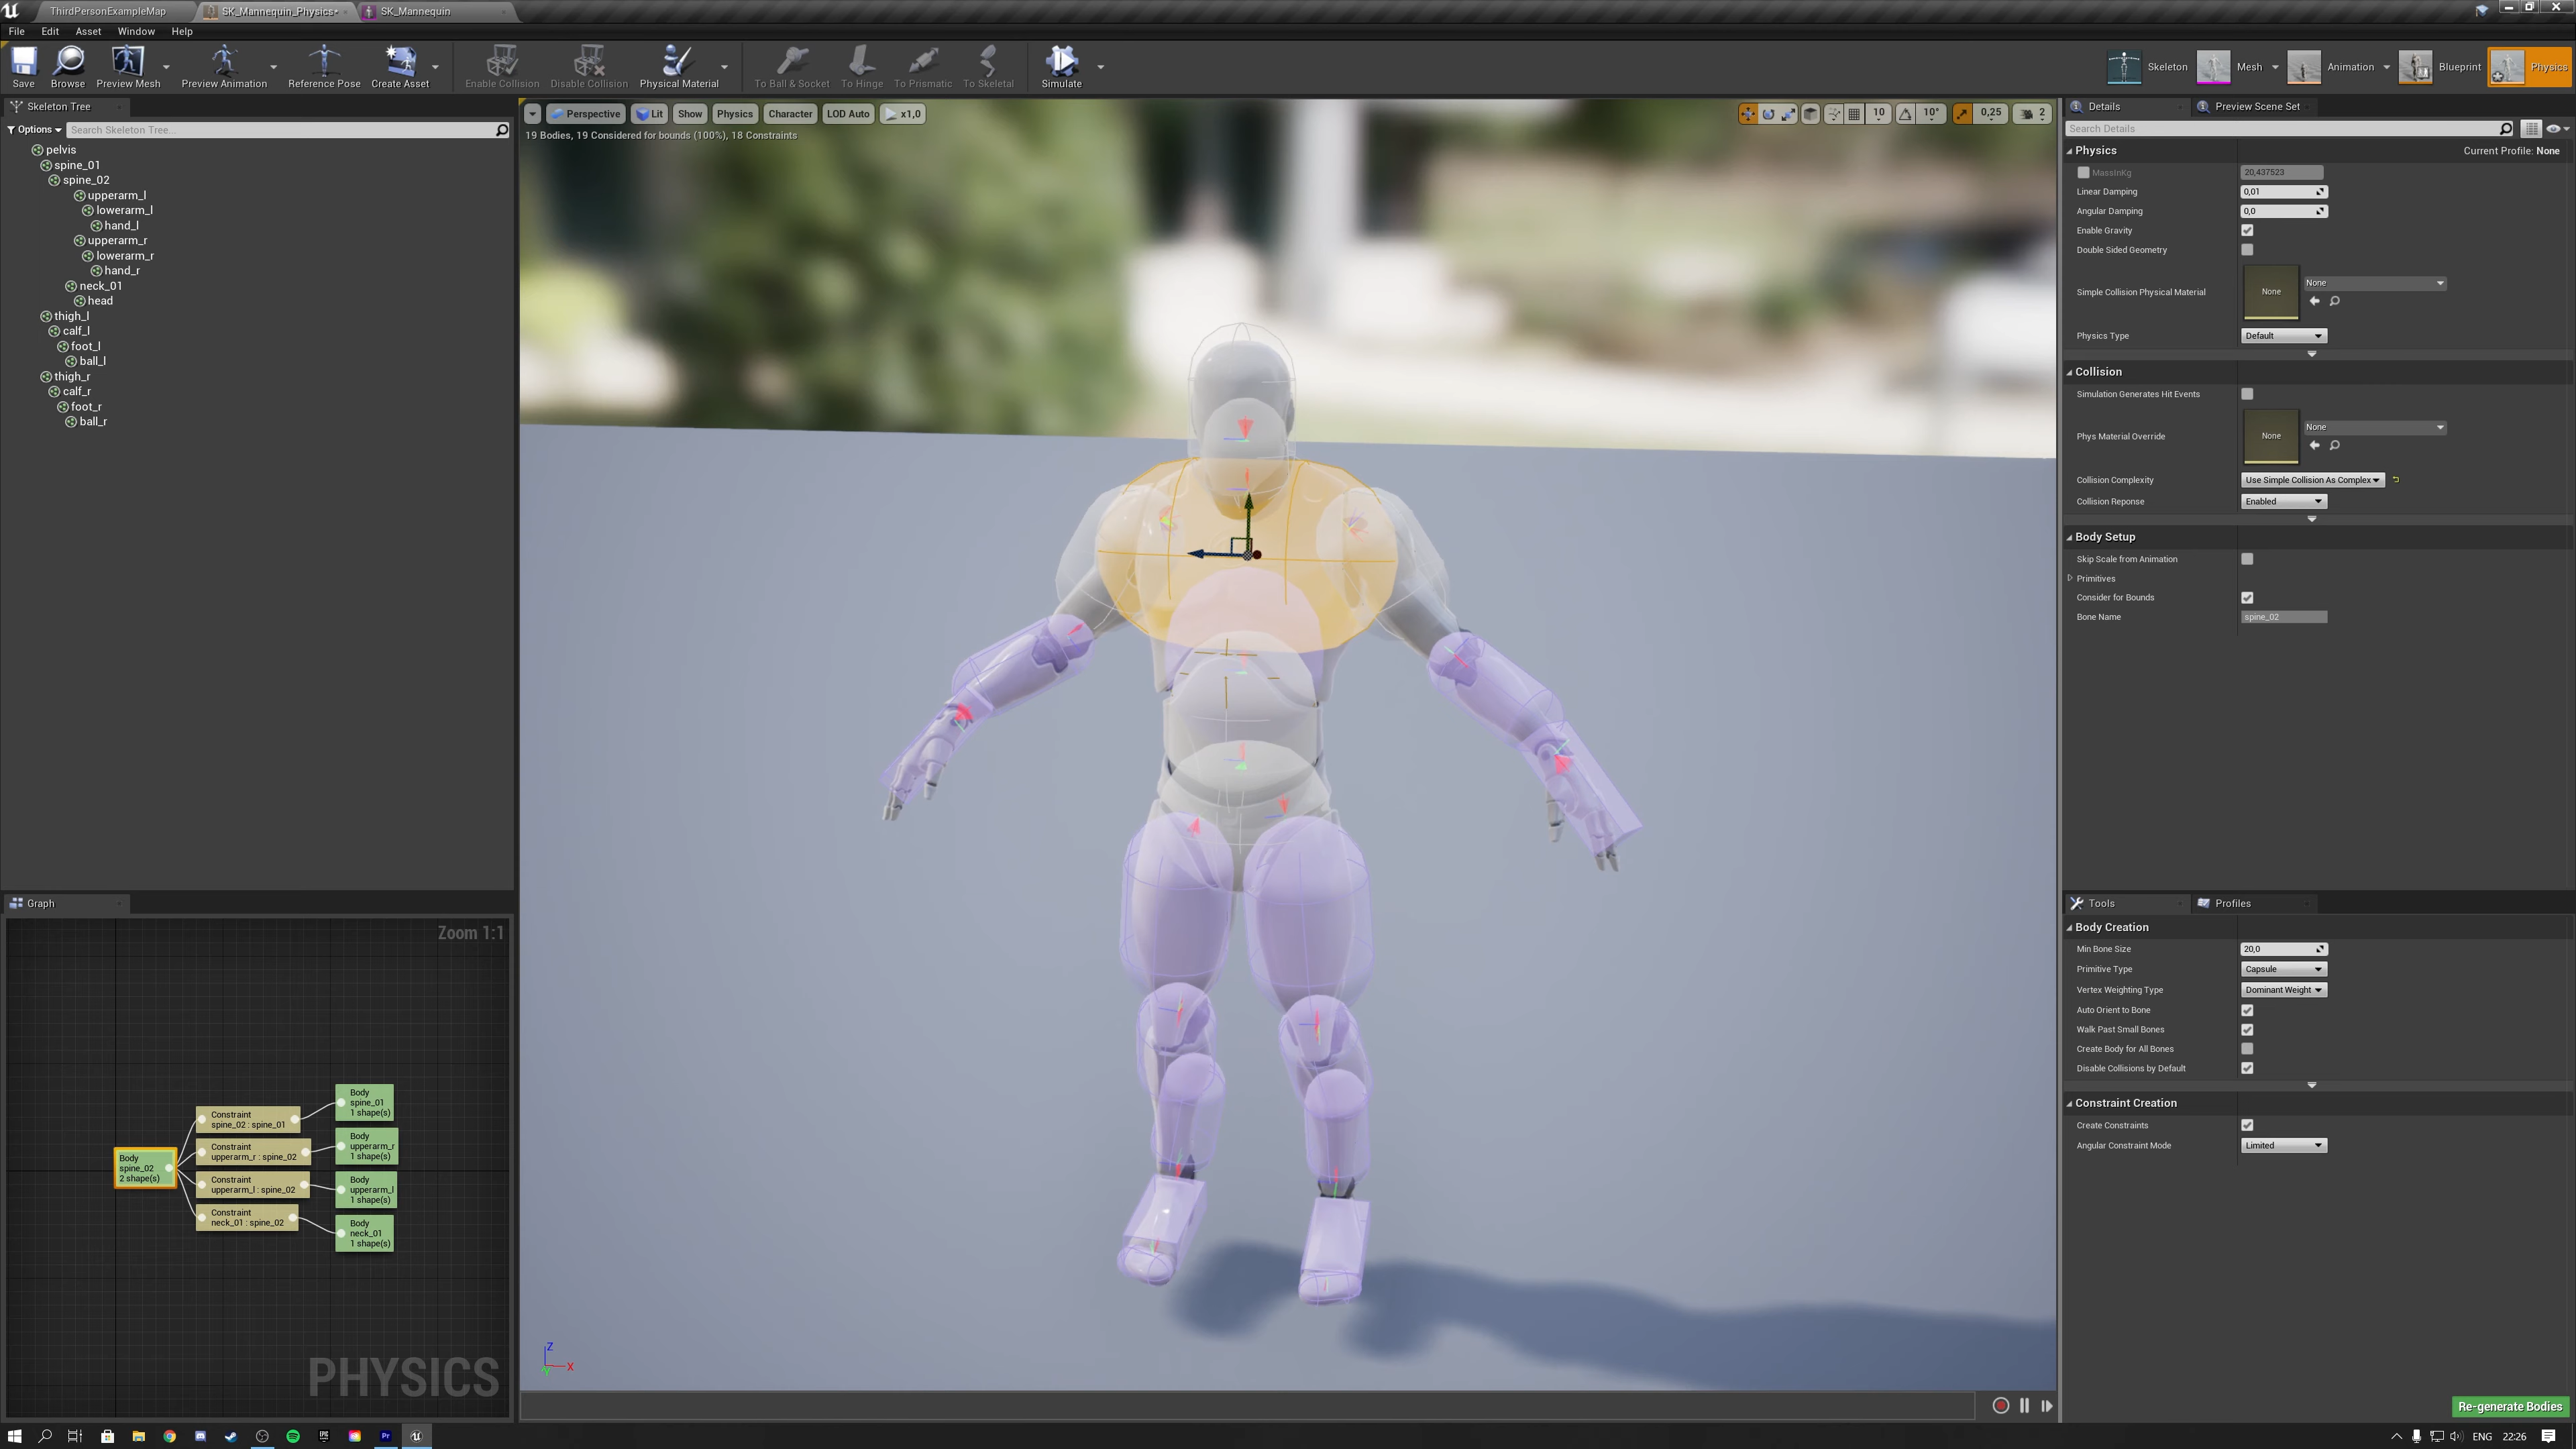 ThirdPersonExampleMap
SK_Mannequin_Physics•
SK_Mannequin
File Edit Asset Window Help
Save
Browse
Preview Mesh
Preview Animation
Reference Pose
Create Asset
Enable Collision
Disable Collision
Physical Material
To Ball & Socket
To Hinge
To Prismatic
To Skeletal
Simulate
Skeleton
Mesh
Animation
Blueprint
Physics
Skeleton Tree
Options
Search Skeleton Tree...
pelvis
spine_01
spine_02
upperarm_l
lowerarm_l
hand_l
upperarm_r
lowerarm_r
hand_r
neck_01
head
thigh_l
calf_l
foot_l
ball_l
thigh_r
calf_r
foot_r
ball_r
Perspective
Lit
Show
Physics
Character
LOD Auto
x1,0
10
10°
0,25
2
19 Bodies, 19 Considered for bounds (100%), 18 Constraints
Z
X
Y
Graph
Zoom 1:1
Body
spine_02
2 shape(s)
Constraint
spine_02 : spine_01
Constraint
upperarm_r : spine_02
Constraint
upperarm_l : spine_02
Constraint
neck_01 : spine_02
Body
spine_01
1 shape(s)
Body
upperarm_r
1 shape(s)
Body
upperarm_l
1 shape(s)
Body
neck_01
1 shape(s)
PHYSICS
Details
Preview Scene Set
Search Details
Physics
Current Profile: None
MassInKg
20,437523
Linear Damping
0,01
Angular Damping
0,0
Enable Gravity
Double Sided Geometry
Simple Collision Physical Material
None
None
Physics Type
Default
Collision
Simulation Generates Hit Events
Phys Material Override
None
None
Collision Complexity
Use Simple Collision As Complex
Collision Reponse
Enabled
Body Setup
Skip Scale from Animation
Primitives
Consider for Bounds
Bone Name
spine_02
Tools
Profiles
Body Creation
Min Bone Size
20,0
Primitive Type
Capsule
Vertex Weighting Type
Dominant Weight
Auto Orient to Bone
Walk Past Small Bones
Create Body for All Bones
Disable Collisions by Default
Constraint Creation
Create Constraints
Angular Constraint Mode
Limited
Re-generate Bodies
EPIC
Pr
ENG
22:26